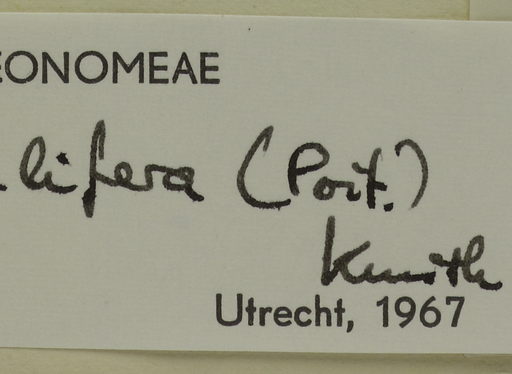 EONOMEAE
lifera (Poit.)
Kunth
Utrecht, 1967